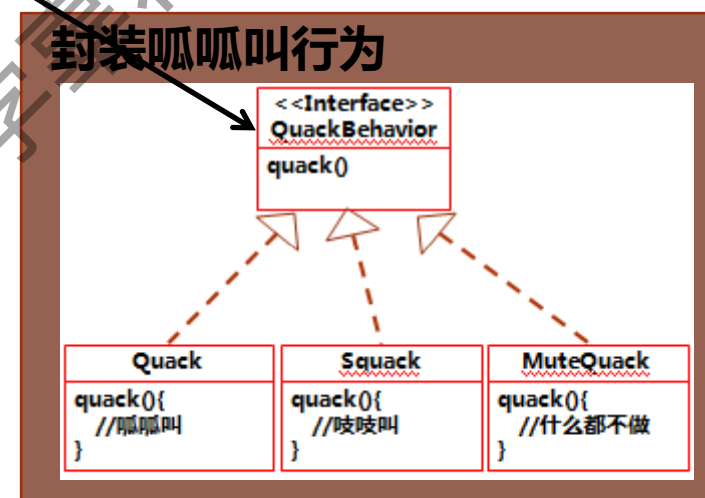 封装呱呱叫行为
<<Interface>>
QuackBehavior
quack()
Quack
quack(){
//呱呱叫
}
Squack
quack(){
//吱吱叫
}
MuteQuack
quack(){
//什么都不做
}